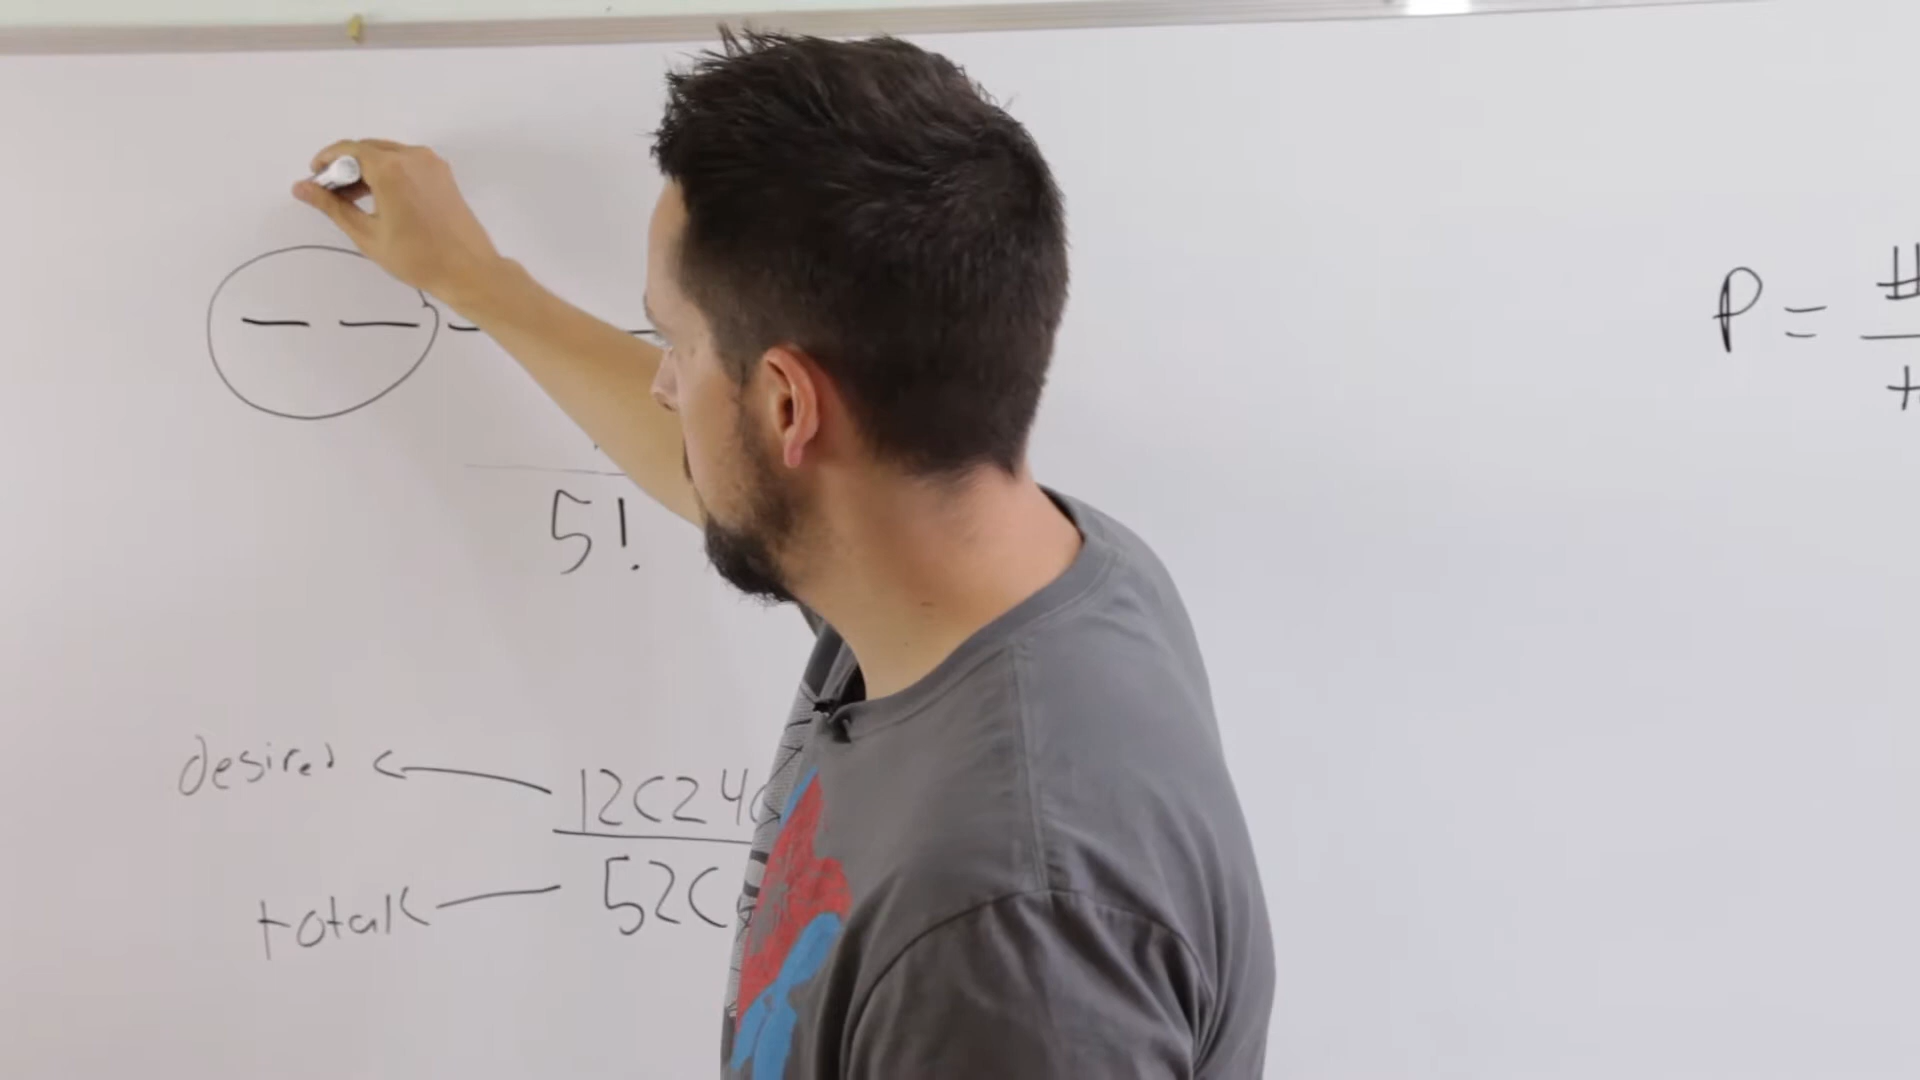 P = #
5!
desired 12C2 4C
total 52C